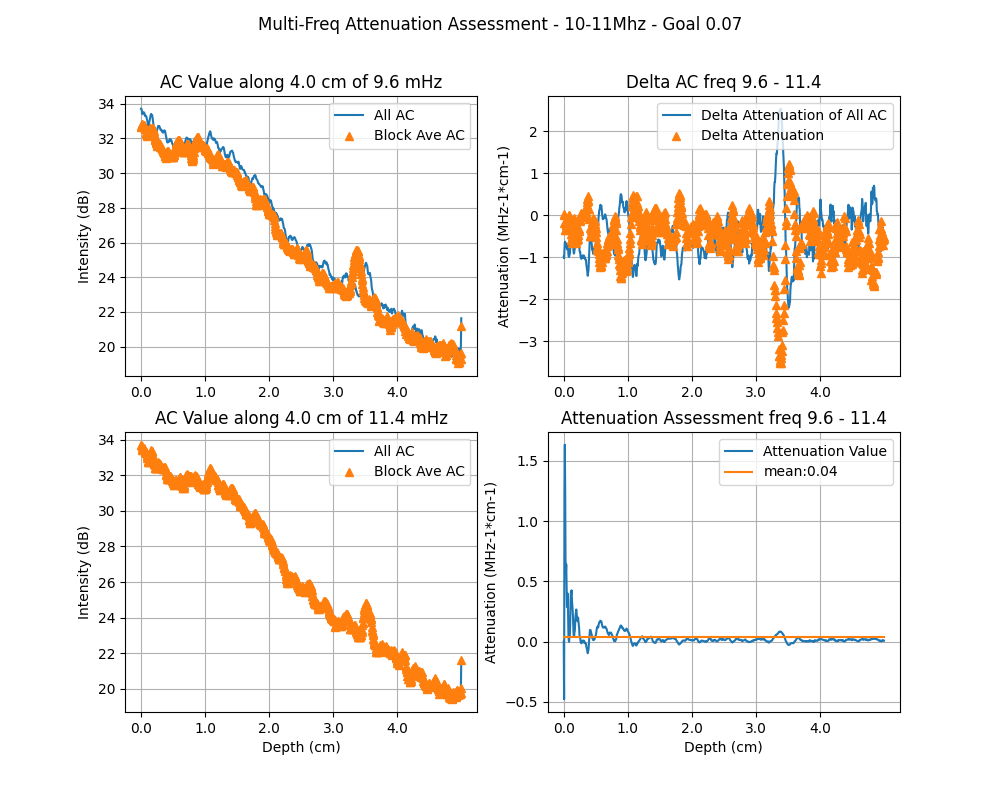 Multi-Freq Attenuation Assessment - 10-11Mhz - Goal 0.07
AC Value along 4.0 cm of 9.6 mHz
Intensity (dB)
34
32
30
28
26
24
22
20
0.0 1.0 2.0 3.0 4.0
All AC
Block Ave AC
Delta AC freq 9.6 - 11.4
Attenuation (MHz-1*cm-1)
2
1
0
−1
−2
−3
0.0 1.0 2.0 3.0 4.0
Delta Attenuation of All AC
Delta Attenuation
AC Value along 4.0 cm of 11.4 mHz
Intensity (dB)
34
32
30
28
26
24
22
20
0.0 1.0 2.0 3.0 4.0
Depth (cm)
All AC
Block Ave AC
Attenuation Assessment freq 9.6 - 11.4
Attenuation (MHz-1*cm-1)
1.5
1.0
0.5
0.0
−0.5
0.0 1.0 2.0 3.0 4.0
Depth (cm)
Attenuation Value
mean:0.04